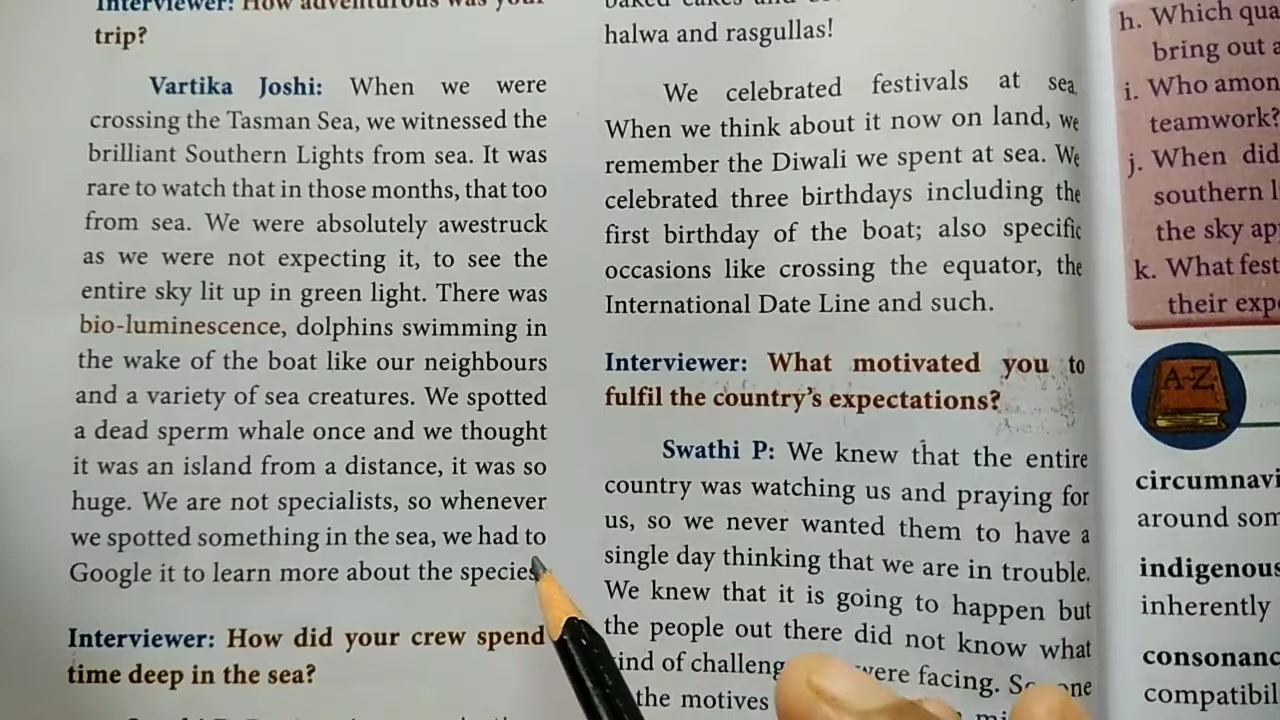 Interviewer: How adventurous was your
trip?
Vartika Joshi: When we were
crossing the Tasman Sea, we witnessed the
brilliant Southern Lights from sea. It was
rare to watch that in those months, that too
from sea. We were absolutely awestruck
as we were not expecting it, to see the
entire sky lit up in green light. There was
bio-luminescence, dolphins swimming in
the wake of the boat like our neighbours
and a variety of sea creatures. We spotted
a dead sperm whale once and we thought
it was an island from a distance, it was so
huge. We are not specialists, so whenever
we spotted something in the sea, we had to
Google it to learn more about the species
Interviewer: How did your crew spend
time deep in the sea?
baked cakes and
halwa and rasgullas!
We celebrated festivals at sea.
When we think about it now on land, we
remember the Diwali we spent at sea. We
celebrated three birthdays including the
first birthday of the boat; also specific
occasions like crossing the equator, the
International Date Line and such.
Interviewer: What motivated you to
fulfil the country's expectations?
Swathi P: We knew that the entire
country was watching us and praying for
us, so we never wanted them to have a
single day thinking that we are in trouble.
We knew that it is going to happen but
the people out there did not know what
of were facing.
the motives
h. Which
bring out
i. Who
teamwork?
j. When did
southern
the sky
k. What
their
A-Z
around
indigenous
inherently